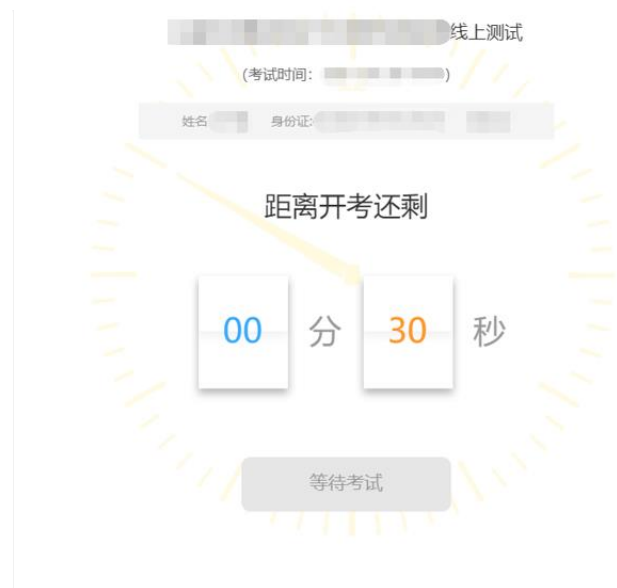 线上测试
(考试时间： )
姓名 身份证:
距离开考还剩
00 分 30 秒
等待考试